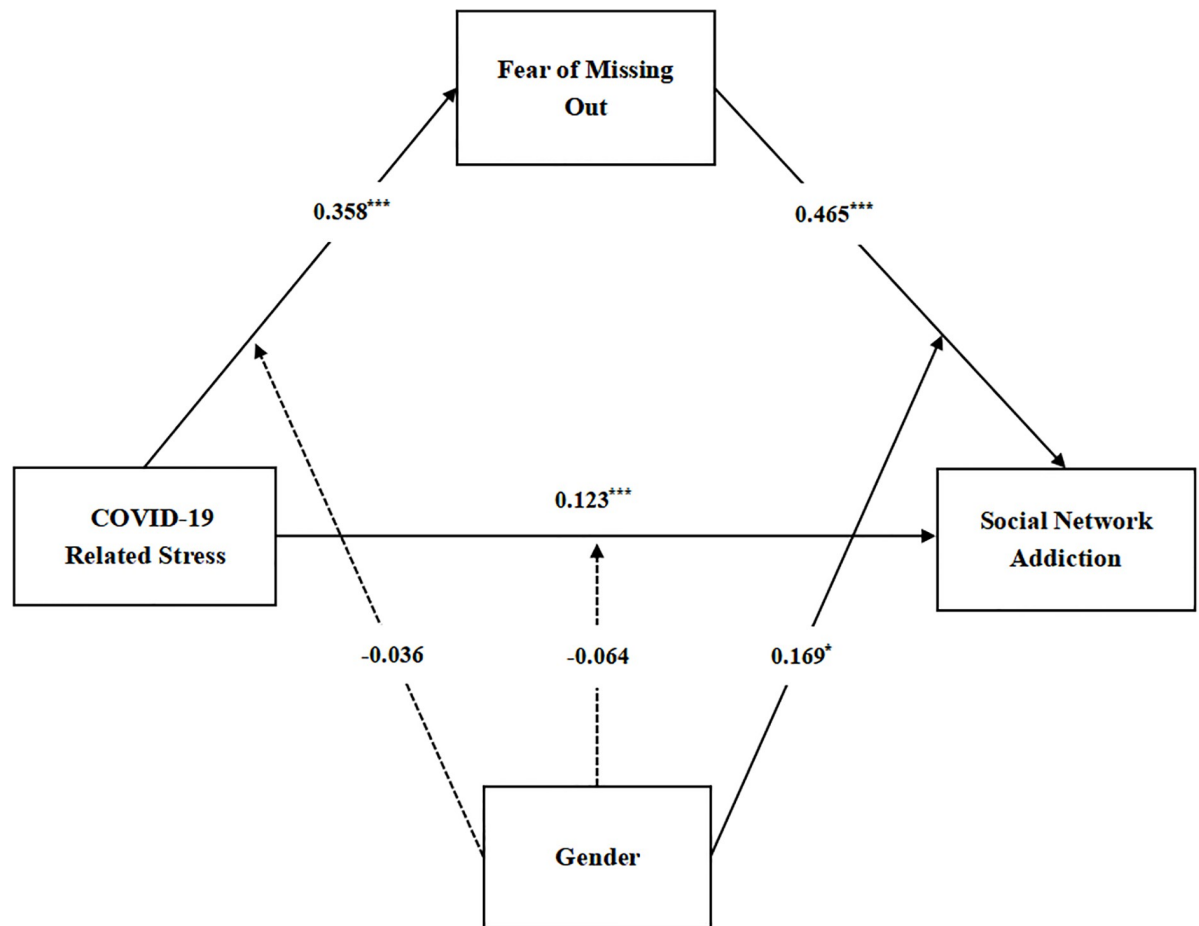 Fear of Missing
Out
0.358***
0.465***
0.123***
COVID-19
Related Stress
Social Network
Addiction
-0.036
-0.064
0.169*
Gender